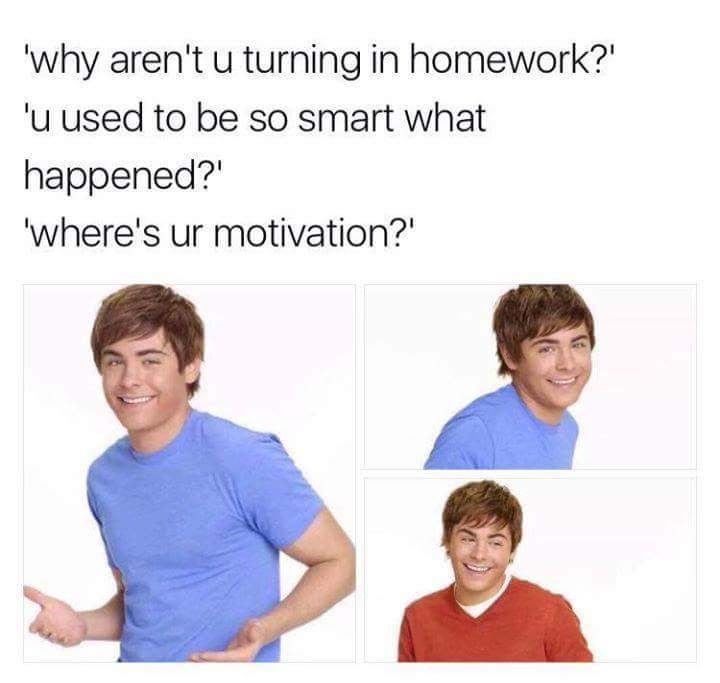 'why aren't u turning in homework?'
'u used to be so smart what
happened?'
'where's ur motivation?'